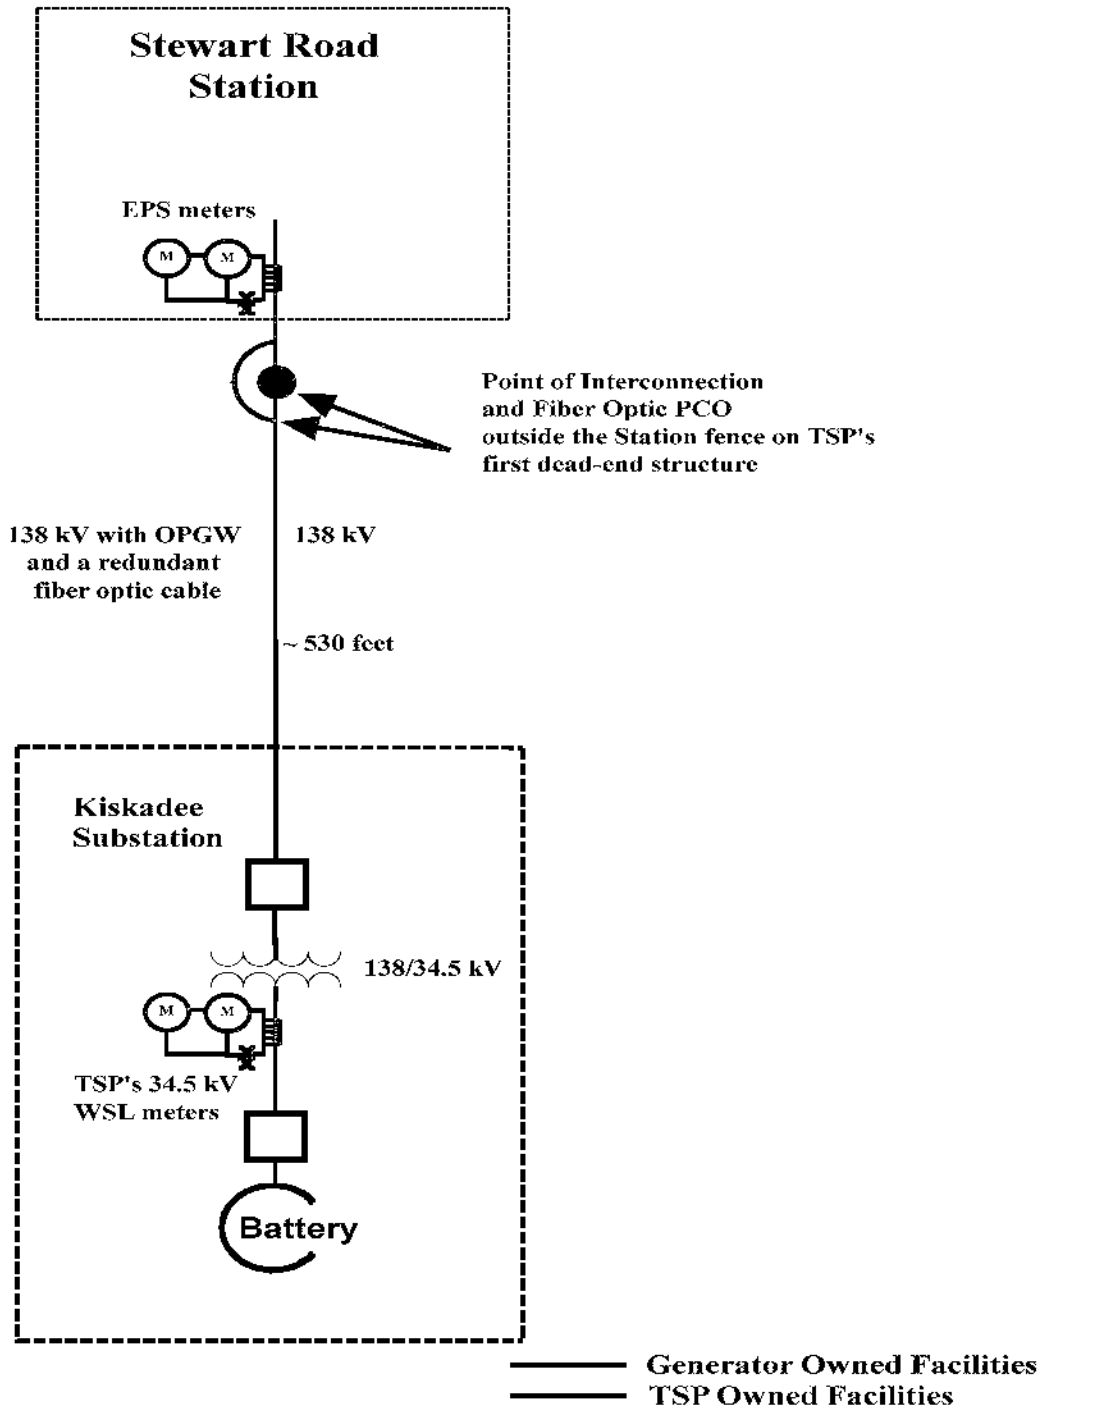 Stewart Road
Station
EPS meters
M
M
Point of Interconnection
and Fiber Optic PCO
outside the Station fence on TSP's
first dead-end structure
138 kV with OPGW
and a redundant
fiber optic cable
138 kV
~ 530 feet
Kiskadee
Substation
138/34.5 kV
M
M
TSP's 34.5 kV
WSL meters
Battery
Generator Owned Facilities
TSP Owned Facilities